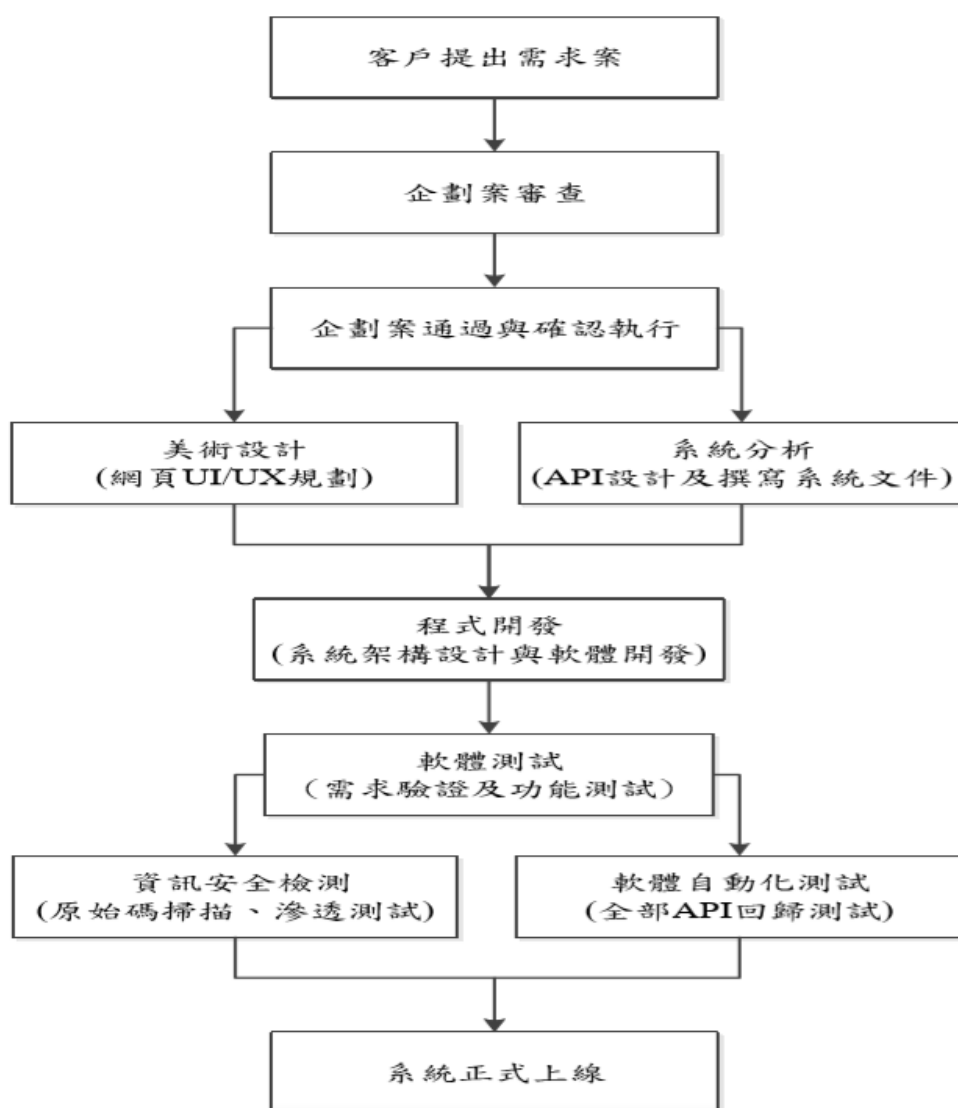 客戶提出需求案
企劃案審查
企劃案通過與確認執行
美術設計
(網頁UI/UX規劃)
系統分析
(API設計及撰寫系統文件)
程式開發
(系統架構設計與軟體開發)
軟體測試
（需求驗證及功能測試）
資訊安全檢測
(原始碼掃描、滲透測試)
軟體自動化測試
(全部API回歸測試)
系統正式上線